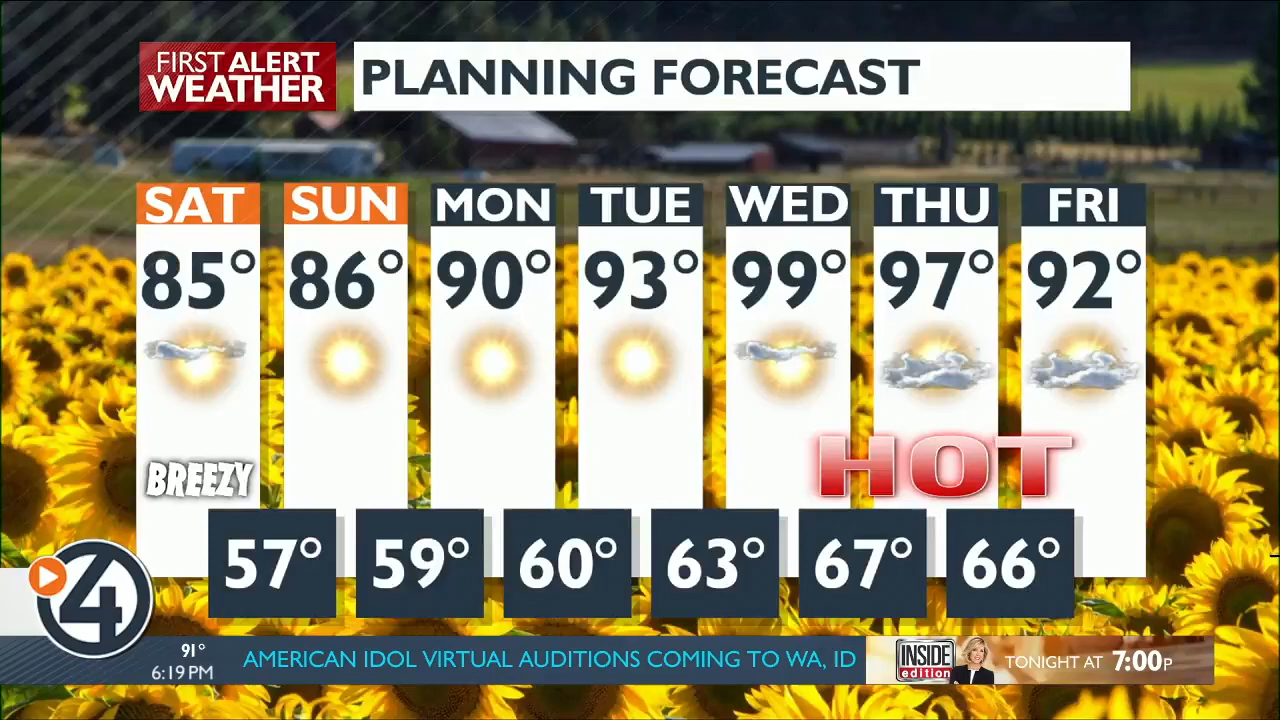 FIRST ALERT
WEATHER
PLANNING FORECAST
SAT SUN MON TUE WED THU FRI
85° 86° 90° 93° 99° 97° 92°
HOT
BREEZY
57° 59° 60° 63° 67° 66°
4
91°
6:19 PM
AMERICAN IDOL VIRTUAL AUDITIONS COMING TO WA, ID
INSIDE
edition
TONIGHT AT 7:00P